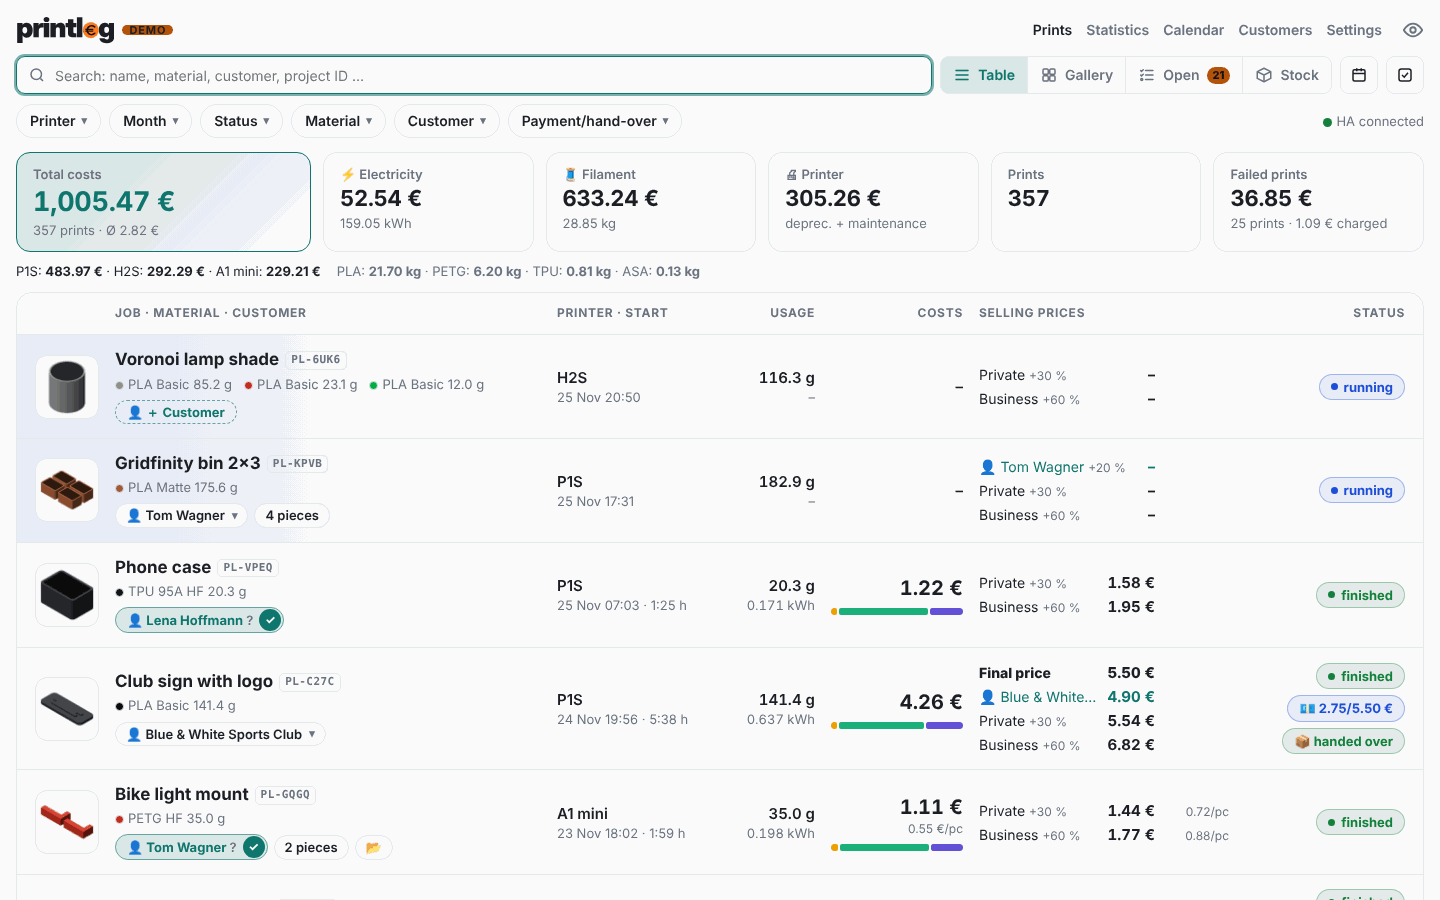 printl€g DEMO
Prints Statistics Calendar Customers Settings
Search: name, material, customer, project ID ...
Table Gallery Open 21 Stock
Printer ▾ Month ▾ Status ▾ Material ▾ Customer ▾ Payment/hand-over ▾
HA connected
Total costs
1,005.47 €
357 prints · Ø 2.82 €
⚡ Electricity
52.54 €
159.05 kWh
🧵 Filament
633.24 €
28.85 kg
🖨 Printer
305.26 €
deprec. + maintenance
Prints
357
Failed prints
36.85 €
25 prints · 1.09 € charged
P1S: 483.97 € · H2S: 292.29 € · A1 mini: 229.21 € PLA: 21.70 kg · PETG: 6.20 kg · TPU: 0.81 kg · ASA: 0.13 kg
JOB · MATERIAL · CUSTOMER PRINTER · START USAGE COSTS SELLING PRICES STATUS
Voronoi lamp shade PL-6UK6
PLA Basic 85.2 g PLA Basic 23.1 g PLA Basic 12.0 g
👤 + Customer
H2S
25 Nov 20:50
116.3 g
–
–
Private +30 % –
Business +60 % –
running
Gridfinity bin 2×3 PL-KPVB
PLA Matte 175.6 g
👤 Tom Wagner ▾ 4 pieces
P1S
25 Nov 17:31
182.9 g
–
–
👤 Tom Wagner +20 % –
Private +30 % –
Business +60 % –
running
Phone case PL-VPEQ
TPU 95A HF 20.3 g
👤 Lena Hoffmann ? ✓
P1S
25 Nov 07:03 · 1:25 h
20.3 g
0.171 kWh
1.22 €
Private +30 % 1.58 €
Business +60 % 1.95 €
finished
Club sign with logo PL-C27C
PLA Basic 141.4 g
👤 Blue & White Sports Club ▾
P1S
24 Nov 19:56 · 5:38 h
141.4 g
0.637 kWh
4.26 €
Final price 5.50 €
👤 Blue & White... 4.90 €
Private +30 % 5.54 €
Business +60 % 6.82 €
finished
💶 2.75/5.50 €
📦 handed over
Bike light mount PL-GQGQ
PETG HF 35.0 g
👤 Tom Wagner ? ✓ 2 pieces 📂
A1 mini
23 Nov 18:02 · 1:59 h
35.0 g
0.198 kWh
1.11 €
0.55 €/pc
Private +30 % 1.44 € 0.72/pc
Business +60 % 1.77 € 0.88/pc
finished